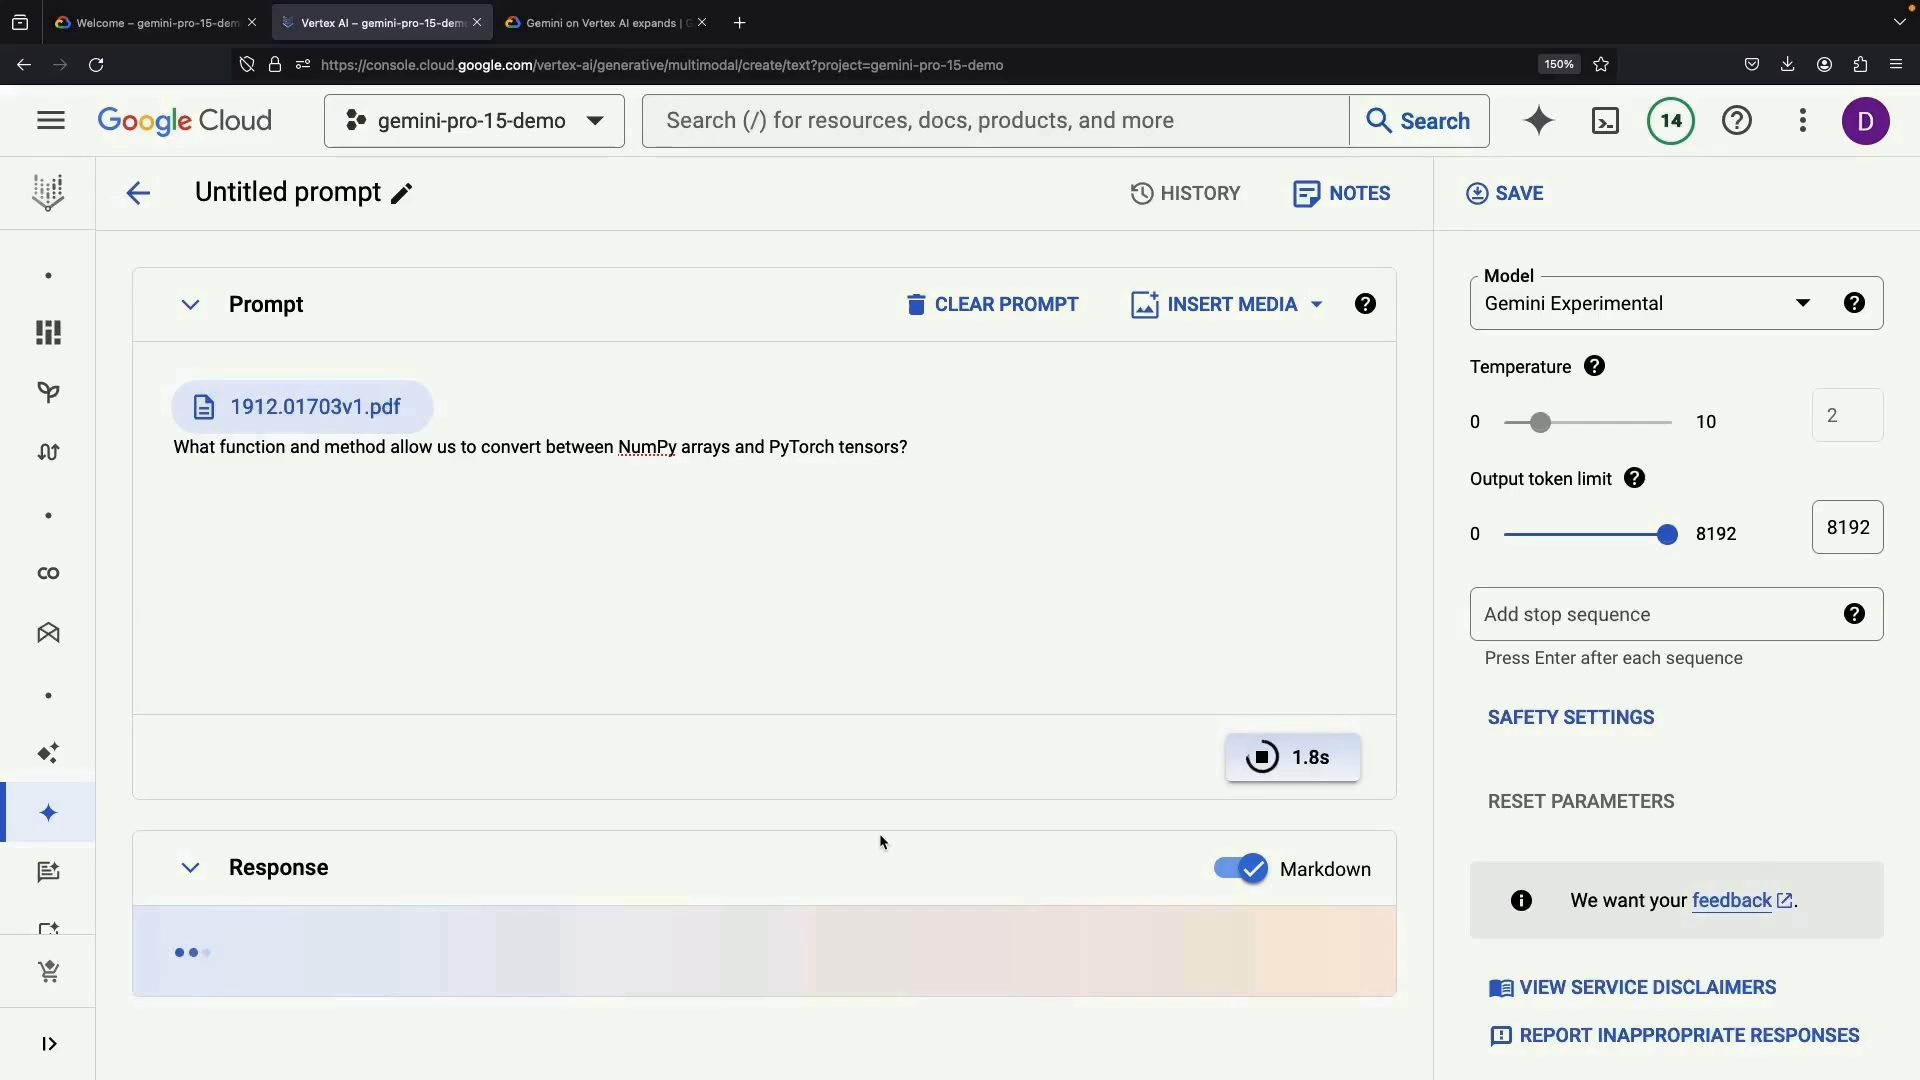 Welcome – gemini-pro-15-dem
Vertex AI – gemini-pro-15-dem
Gemini on Vertex AI expands | G
https://console.cloud.google.com/vertex-ai/generative/multimodal/create/text?project=gemini-pro-15-demo
150%
Google Cloud
gemini-pro-15-demo
Search (/) for resources, docs, products, and more
Search
14
D
Untitled prompt
HISTORY
NOTES
SAVE
Prompt
CLEAR PROMPT
INSERT MEDIA
1912.01703v1.pdf
What function and method allow us to convert between NumPy arrays and PyTorch tensors?
1.8s
Response
Markdown
Model
Gemini Experimental
Temperature
0
10
2
Output token limit
0
8192
8192
Add stop sequence
Press Enter after each sequence
SAFETY SETTINGS
RESET PARAMETERS
We want your feedback.
VIEW SERVICE DISCLAIMERS
REPORT INAPPROPRIATE RESPONSES